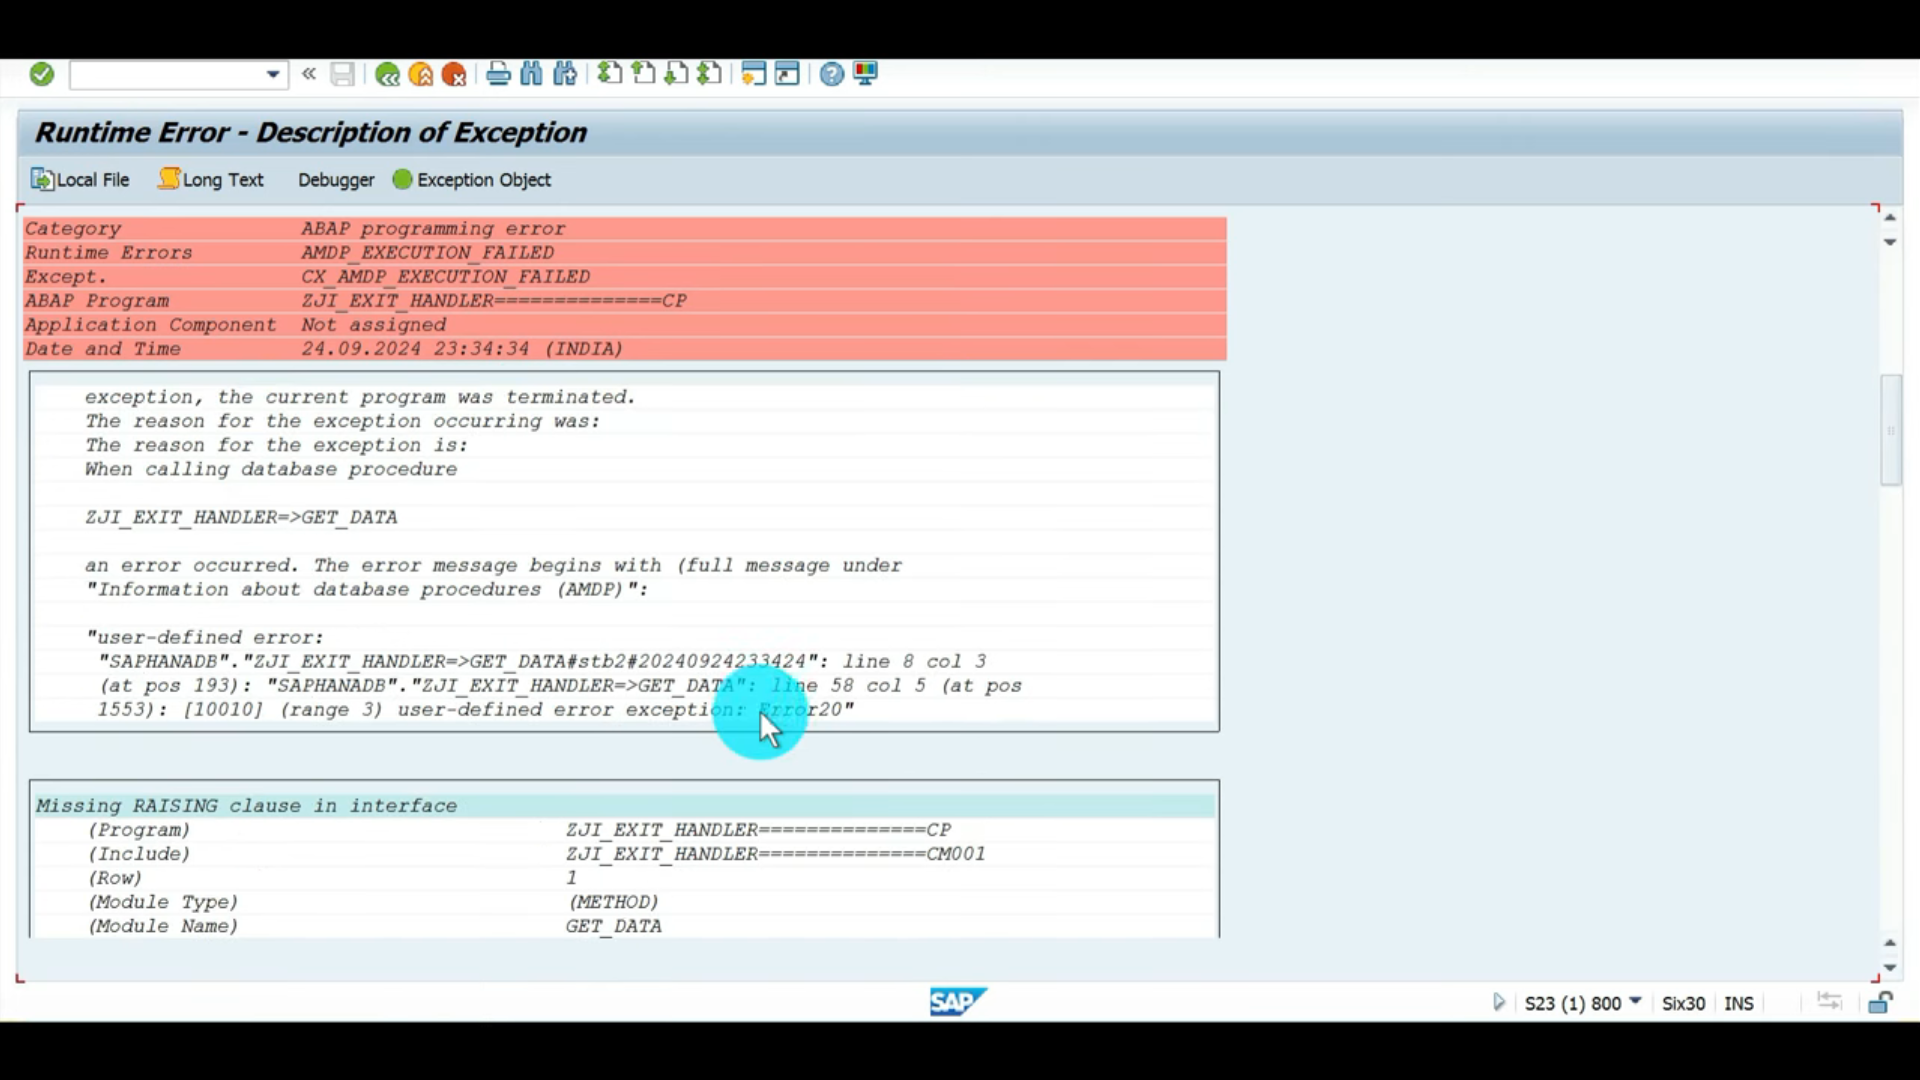 Runtime Error - Description of Exception
Local File Long Text Debugger Exception Object
Category ABAP programming error
Runtime Errors AMDP_EXECUTION_FAILED
Except. CX_AMDP_EXECUTION_FAILED
ABAP Program ZJI_EXIT_HANDLER==============CP
Application Component Not assigned
Date and Time 24.09.2024 23:34:34 (INDIA)
exception, the current program was terminated.
The reason for the exception occurring was:
The reason for the exception is:
When calling database procedure
ZJI_EXIT_HANDLER=>GET_DATA
an error occurred. The error message begins with (full message under
"Information about database procedures (AMDP)":
"user-defined error:
"SAPHANADB"."ZJI_EXIT_HANDLER=>GET_DATA#stb2#20240924233424": line 8 col 3
(at pos 193): "SAPHANADB"."ZJI_EXIT_HANDLER=>GET_DATA": line 58 col 5 (at pos
1553): [10010] (range 3) user-defined error exception: Error20"
Missing RAISING clause in interface
(Program) ZJI_EXIT_HANDLER==============CP
(Include) ZJI_EXIT_HANDLER==============CM001
(Row) 1
(Module Type) (METHOD)
(Module Name) GET_DATA
SAP S23 (1) 800 Six30 INS